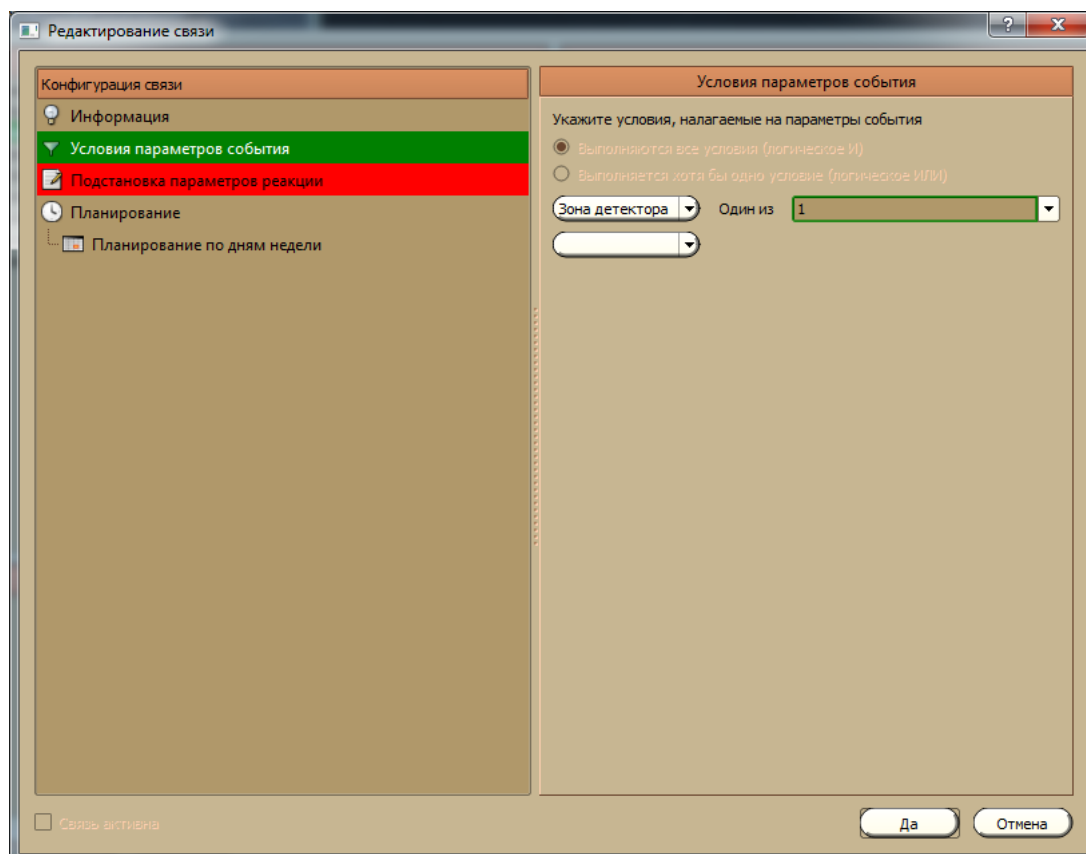 Редактирование связи
Конфигурация связи
Информация
Условия параметров события
Подстановка параметров реакции
Планирование
Планирование по дням недели
Условия параметров события
Укажите условия, налагаемые на параметры события
Выполняются все условия (логическое И)
Выполняется хотя бы одно условие (логическое ИЛИ)
Зона детектора Один из 1
Связь активна
Да Отмена